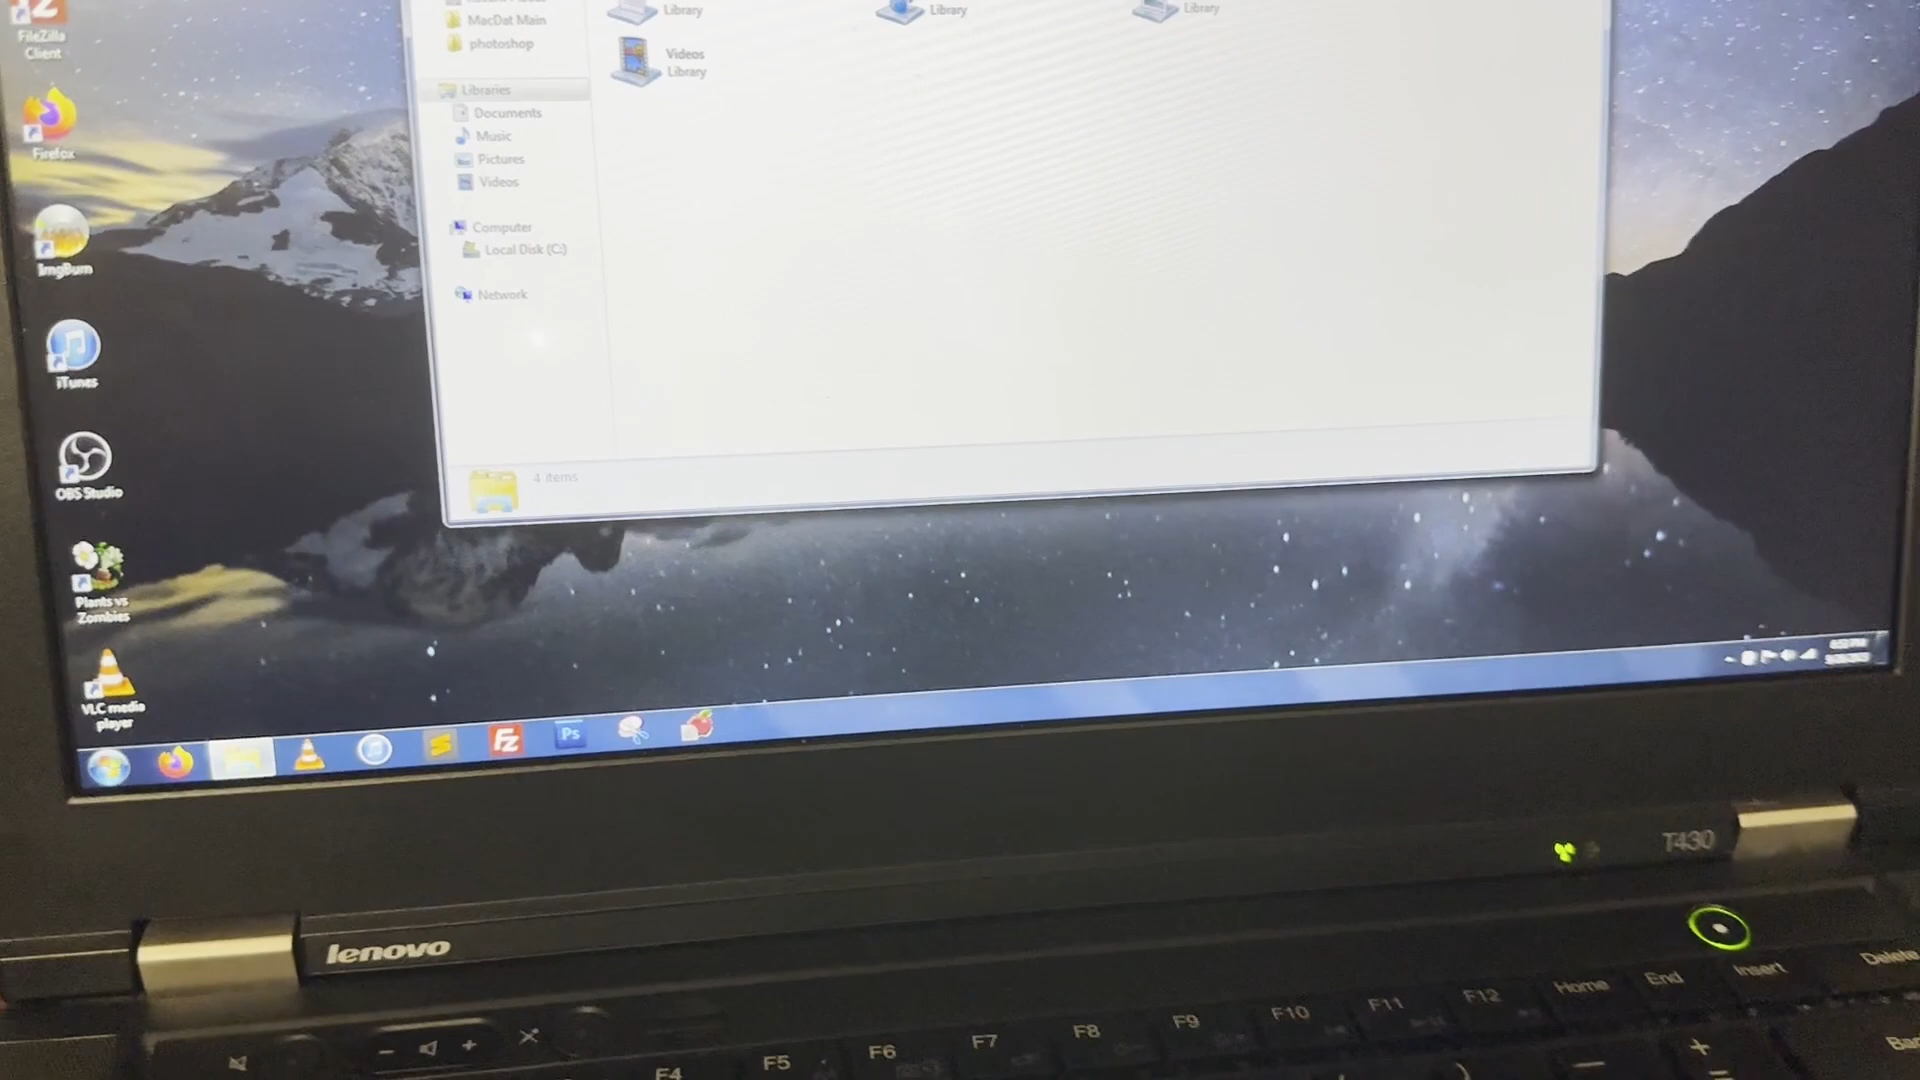 FileZilla
Client
Firefox
ImgBurn
iTunes
OBS Studio
Plants vs
Zombies
VLC media
player
MacDat Main
photoshop
Libraries
Documents
Music
Pictures
Videos
Computer
Local Disk (C:)
Network
Library
Library
Library
Videos
Library
4 items
Fz
Ps
T430
lenovo
F4
F5
F6
F7
F8
F9
F10
F11
F12
Home
End
Insert
Delete